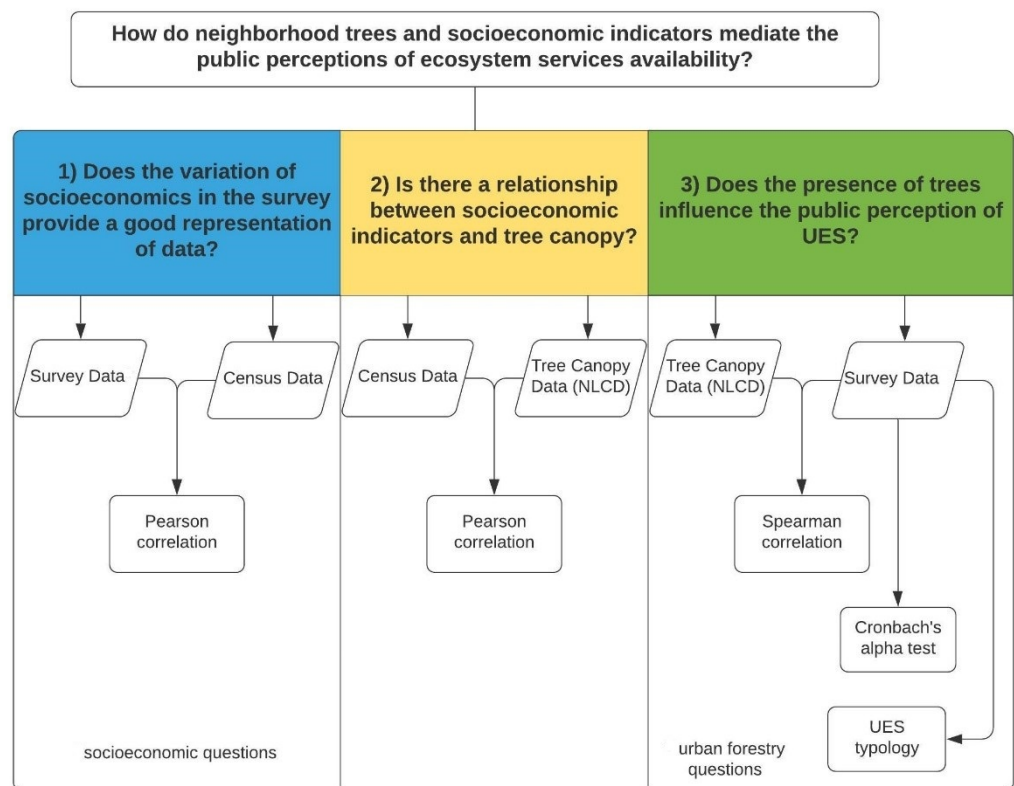 How do neighborhood trees and socioeconomic indicators mediate the
public perceptions of ecosystem services availability?
1) Does the variation of
socioeconomics in the survey
provide a good representation
of data?
2) Is there a relationship
between socioeconomic
indicators and tree canopy?
3) Does the presence of trees
influence the public perception of
UES?
Survey Data
Census Data
Census Data
Tree Canopy
Data (NLCD)
Tree Canopy
Data (NLCD)
Survey Data
Pearson
correlation
Pearson
correlation
Spearman
correlation
Cronbach's
alpha test
UES
typology
socioeconomic questions
urban forestry
questions